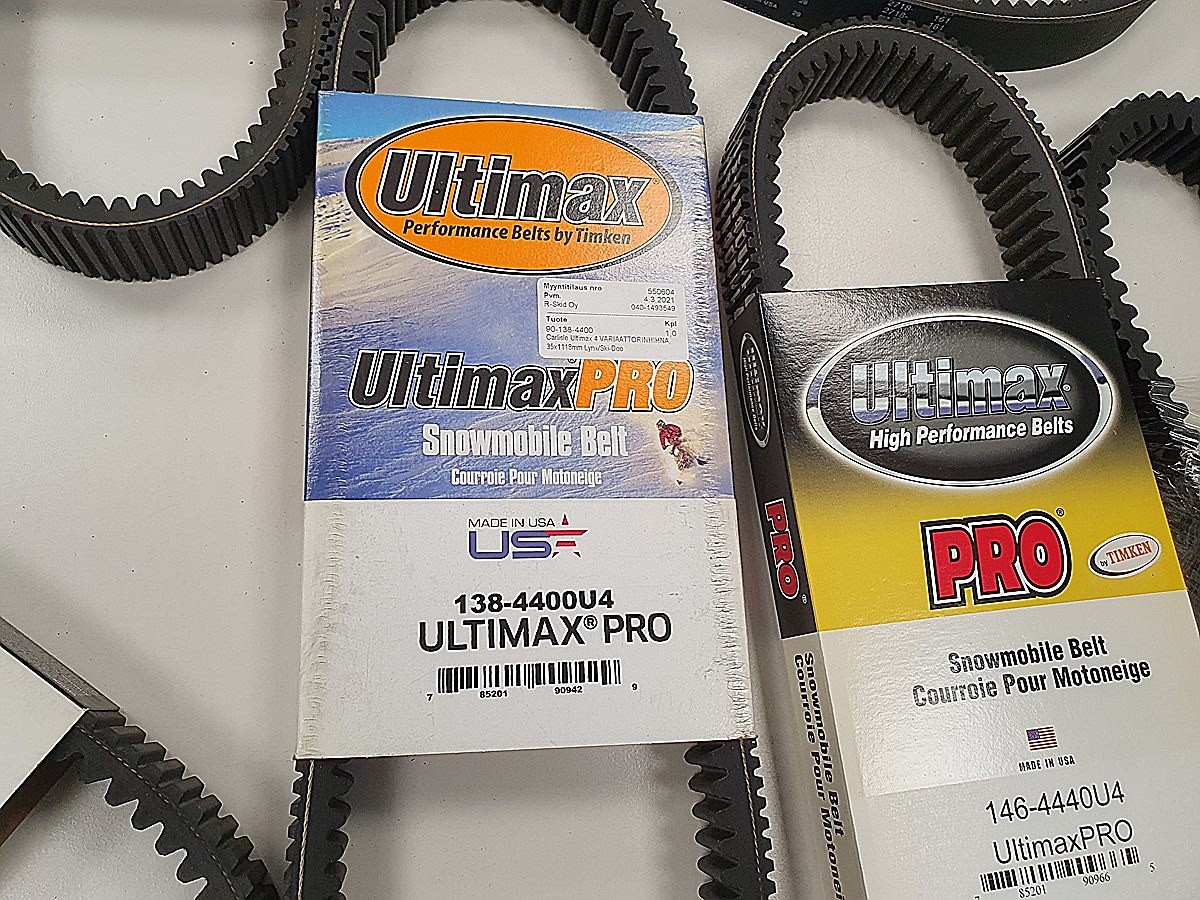 Ultimax
Performance Belts by Timken
Myyntitilaus nro 550604
Pvm. 4.3.2021
R-Skid Oy 040-1493549
Tuote Kpl
90-138-4400 1,0
Carlisle Ultimax 4 VARIAATTORINHIHNA
35x1118mm Lynx/Ski-Doo
UltimaxPRO®
Snowmobile Belt
Courroie Pour Motoneige
MADE IN USA
USA
138-4400U4
ULTIMAX® PRO
7 85201 90942 9
Ultimax®
High Performance Belts
PRO®
by TIMKEN
Snowmobile Belt
Courroie Pour Motoneige
MADE IN USA
146-4440U4
UltimaxPRO
7 85201 90966 5
PRO®
Snowmobile Belt
Courroie Pour Motonei